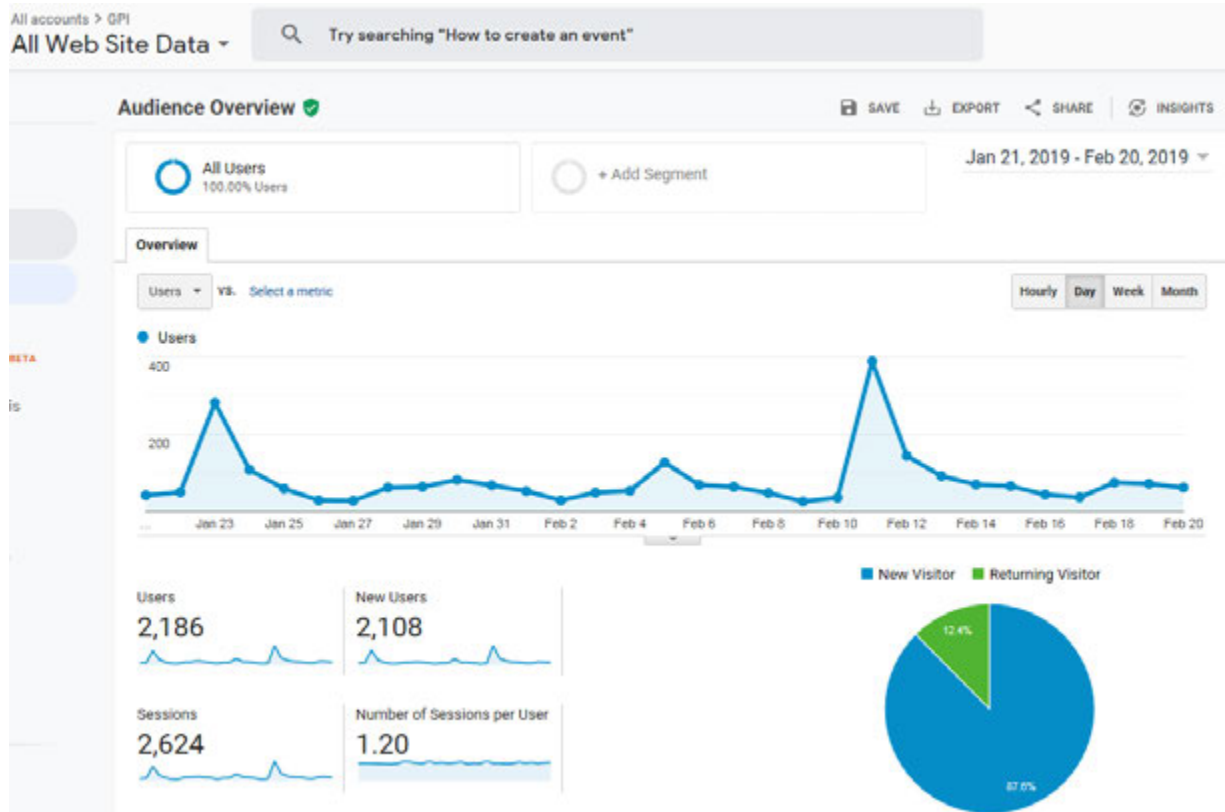 All accounts > GPI
All Web Site Data
Try searching "How to create an event"
Audience Overview
SAVE
EXPORT
SHARE
INSIGHTS
All Users
100.00% Users
+ Add Segment
Jan 21, 2019 - Feb 20, 2019
Overview
Users
VS.
Select a metric
Hourly
Day
Week
Month
BETA
is
Users
400
200
...
Jan 23
Jan 25
Jan 27
Jan 29
Jan 31
Feb 2
Feb 4
Feb 6
Feb 8
Feb 10
Feb 12
Feb 14
Feb 16
Feb 18
Feb 20
New Visitor
Returning Visitor
Users
2,186
New Users
2,108
Sessions
2,624
Number of Sessions per User
1.20
12.4%
87.6%